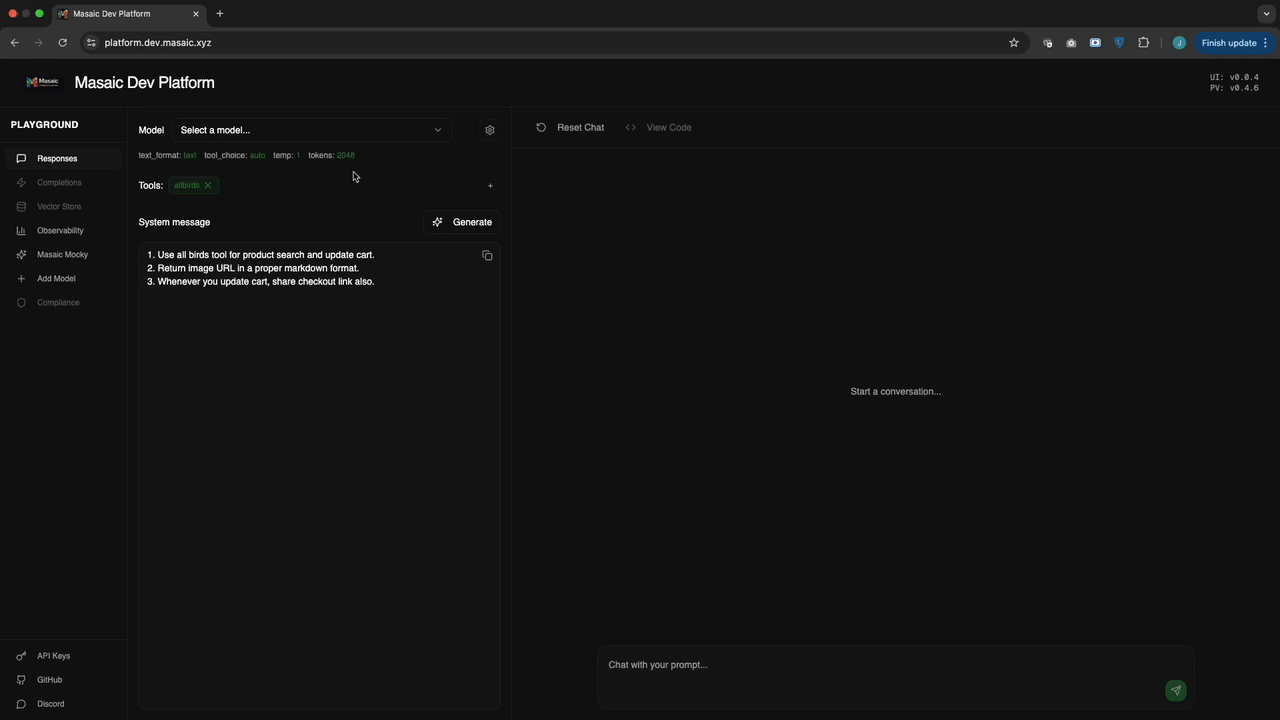 Masaic Dev Platform
platform.dev.masaic.xyz
Finish update
Masaic
Masaic Dev Platform
UI: v0.0.4
PV: v0.4.6
PLAYGROUND
Responses
Completions
Vector Store
Observability
Masaic Mocky
Add Model
Compliance
API Keys
GitHub
Discord
Model Select a model...
text_format: text tool_choice: auto temp: 1 tokens: 2048
Tools: allbirds
System message
Generate
1. Use all birds tool for product search and update cart.
2. Return image URL in a proper markdown format.
3. Whenever you update cart, share checkout link also.
Reset Chat
View Code
Start a conversation...
Chat with your prompt...
J